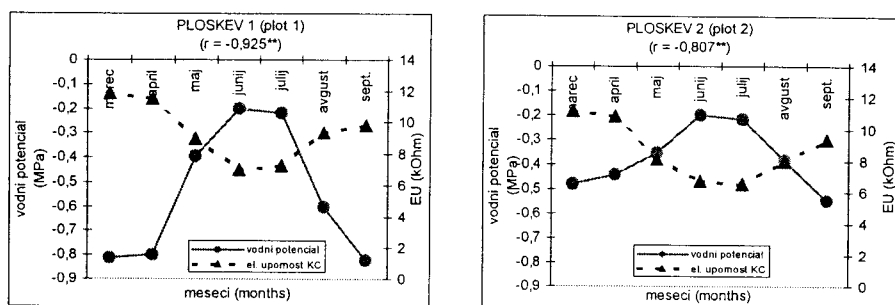 PLOSKEV 1 (plot 1)
(r = -0,925**)
0
-0,1
-0,2
-0,3
-0,4
-0,5
-0,6
-0,7
-0,8
-0,9
vodni potencial
(MPa)
marec
april
maj
junij
julij
avgust
sept.
14
12
10
8
6
4
2
0
EU (kOhm)
vodni potencial
el. upornost KC
meseci (months)
PLOSKEV 2 (plot 2)
(r = -0,807**)
0
-0,1
-0,2
-0,3
-0,4
-0,5
-0,6
-0,7
-0,8
-0,9
vodni potencial
(MPa)
marec
april
maj
junij
julij
avgust
sept.
14
12
10
8
6
4
2
0
EU (kOhm)
vodni potencial
el. upornost KC
meseci (months)